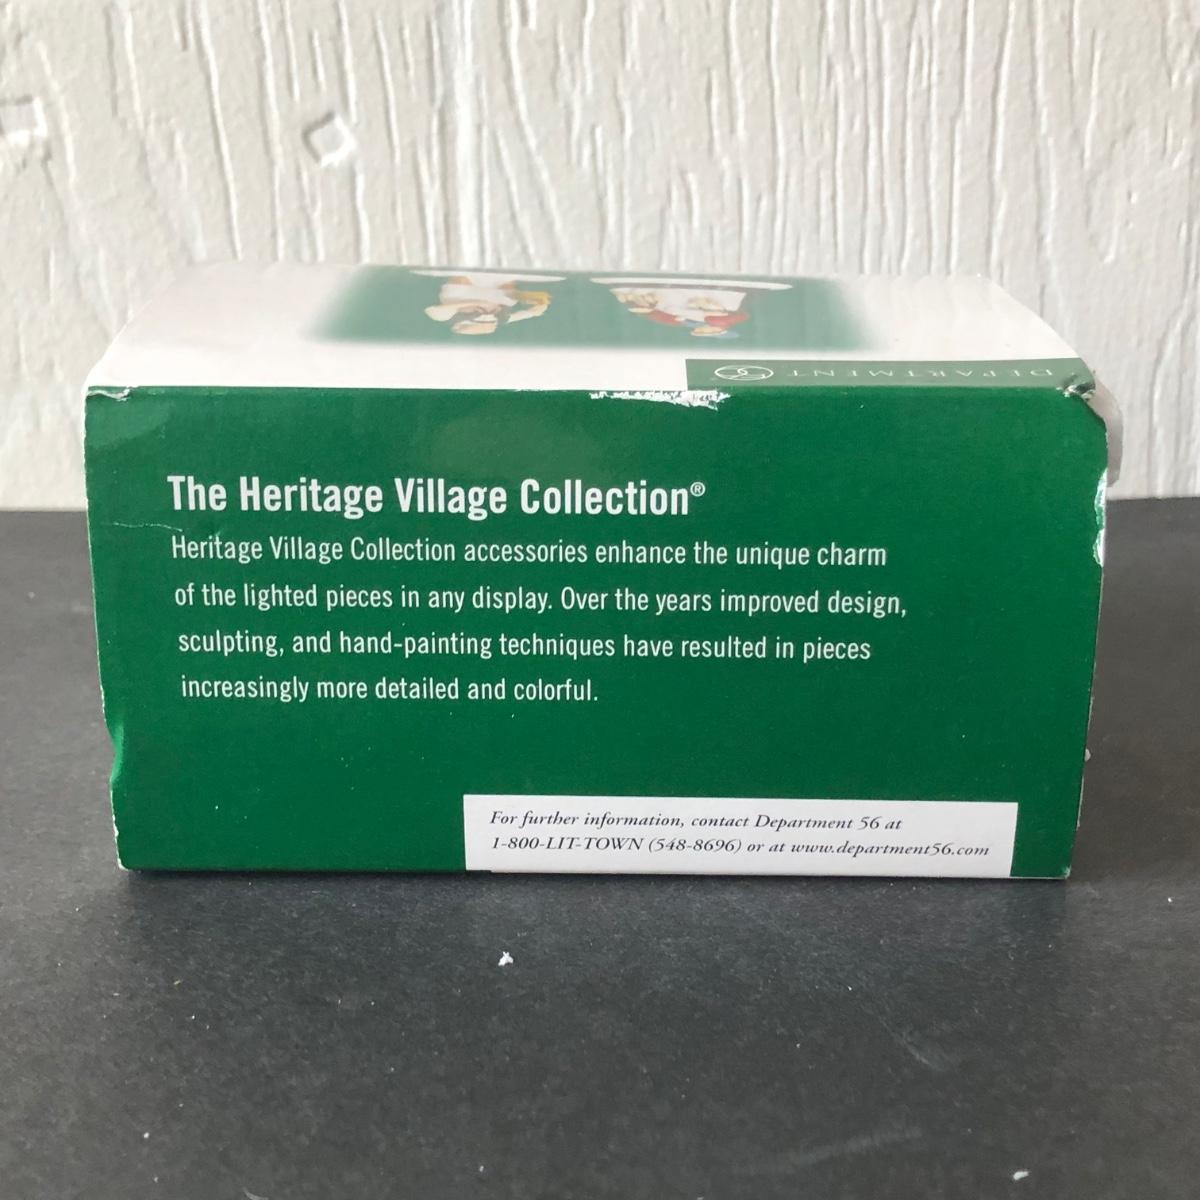 DEPARTMENT 56
The Heritage Village Collection®
Heritage Village Collection accessories enhance the unique charm
of the lighted pieces in any display. Over the years improved design,
sculpting, and hand-painting techniques have resulted in pieces
increasingly more detailed and colorful.
For further information, contact Department 56 at
1-800-LIT-TOWN (548-8696) or at www.department56.com